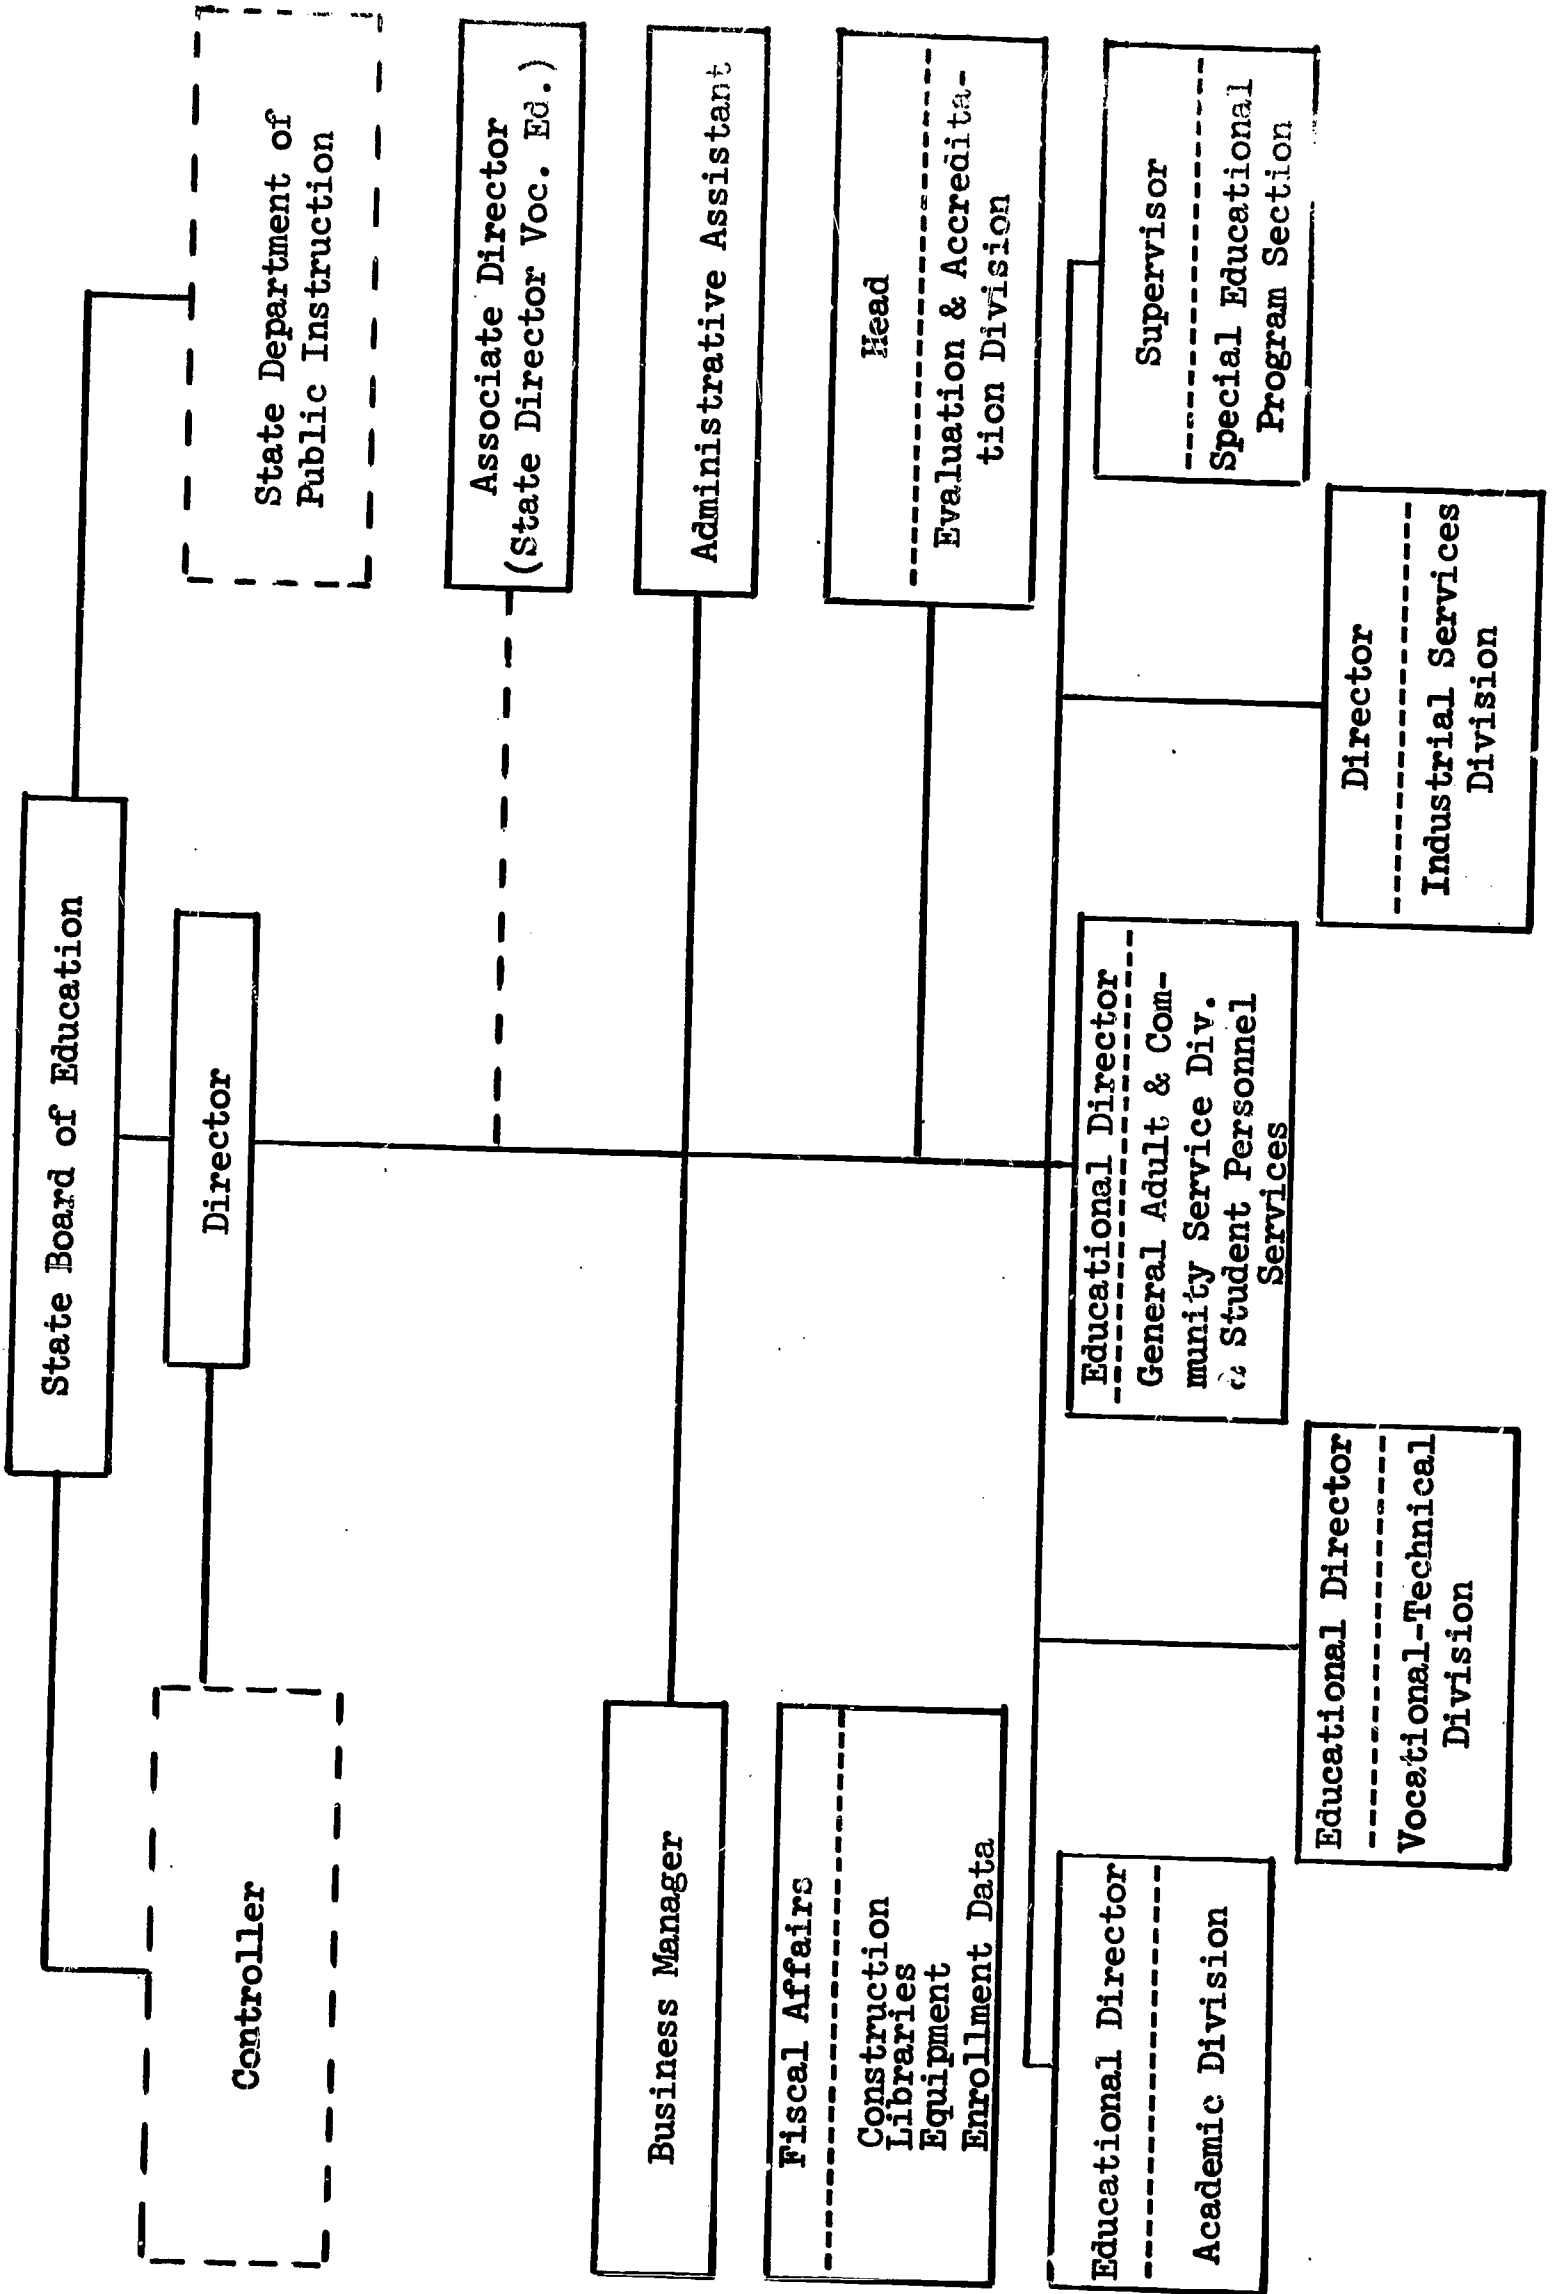 State Board of Education
Controller
Director
State Department of
Public Instruction
Associate Director
(State Director Voc. Ed.)
Business Manager
Administrative Assistant
Fiscal Affairs
Construction
Libraries
Equipment
Enrollment Data
Head
Evaluation & Accredita-
tion Division
Educational Director
Academic Division
Educational Director
Vocational-Technical
Division
Educational Director
General Adult & Com-
munity Service Div.
& Student Personnel
Services
Director
Industrial Services
Division
Supervisor
Special Educational
Program Section